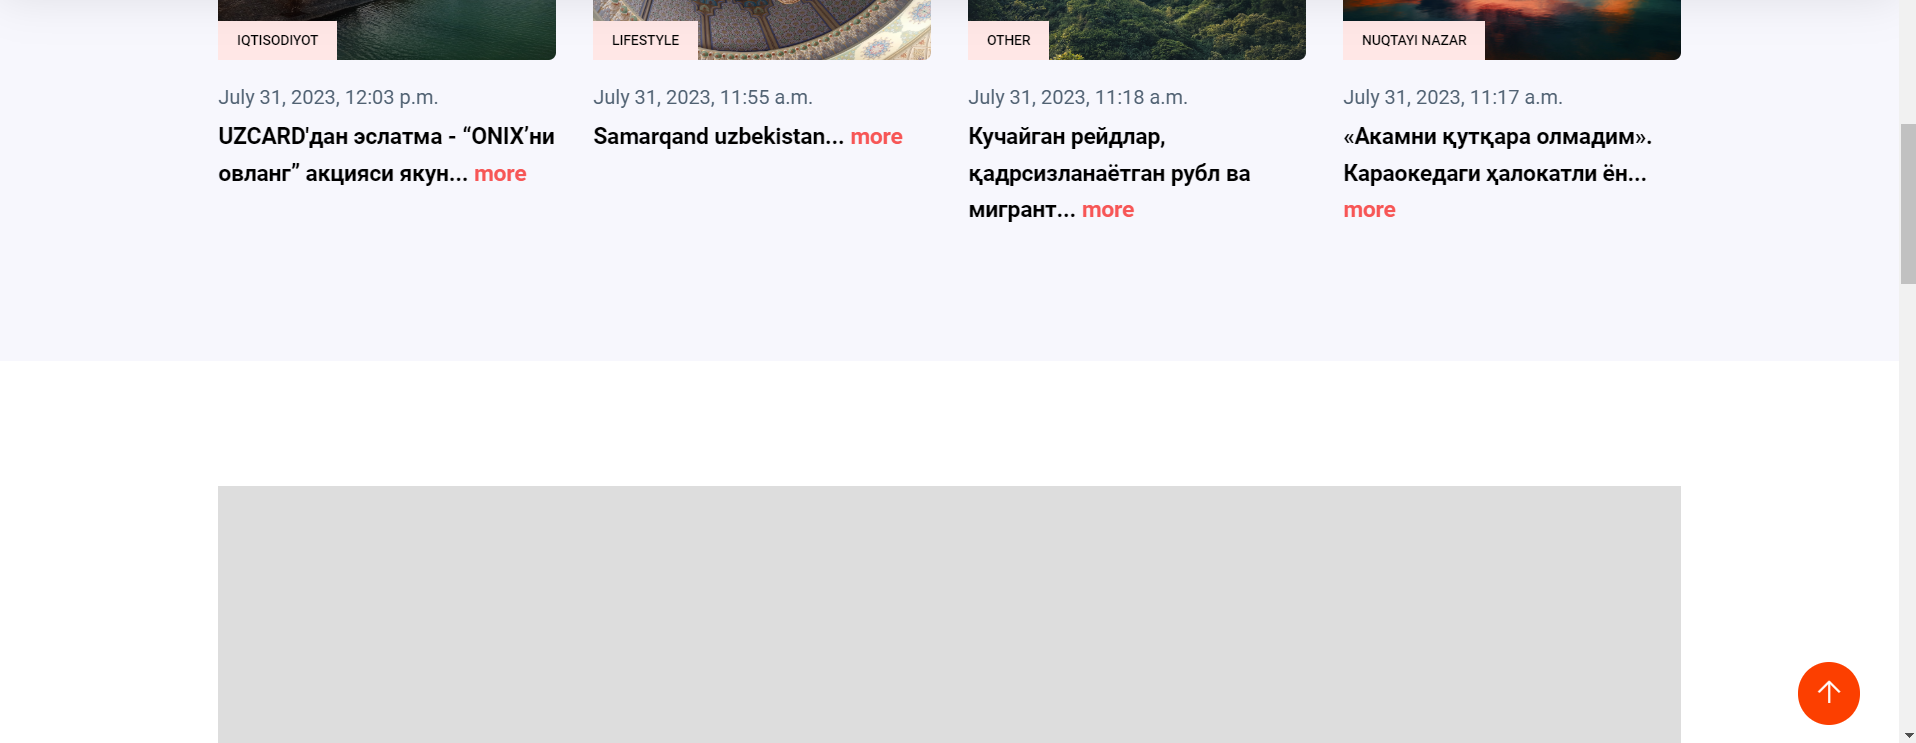 IQTISODIYOT
LIFESTYLE
OTHER
NUQTAYI NAZAR
July 31, 2023, 12:03 p.m.
UZCARD'дан эслатма - “ONIX’ни
овланг” акцияси якун... more
July 31, 2023, 11:55 a.m.
Samarqand uzbekistan... more
July 31, 2023, 11:18 a.m.
Кучайган рейдлар,
қадрсизланаётган рубл ва
мигрант... more
July 31, 2023, 11:17 a.m.
«Акамни қутқара олмадим».
Караокедаги ҳалокатли ён...
more